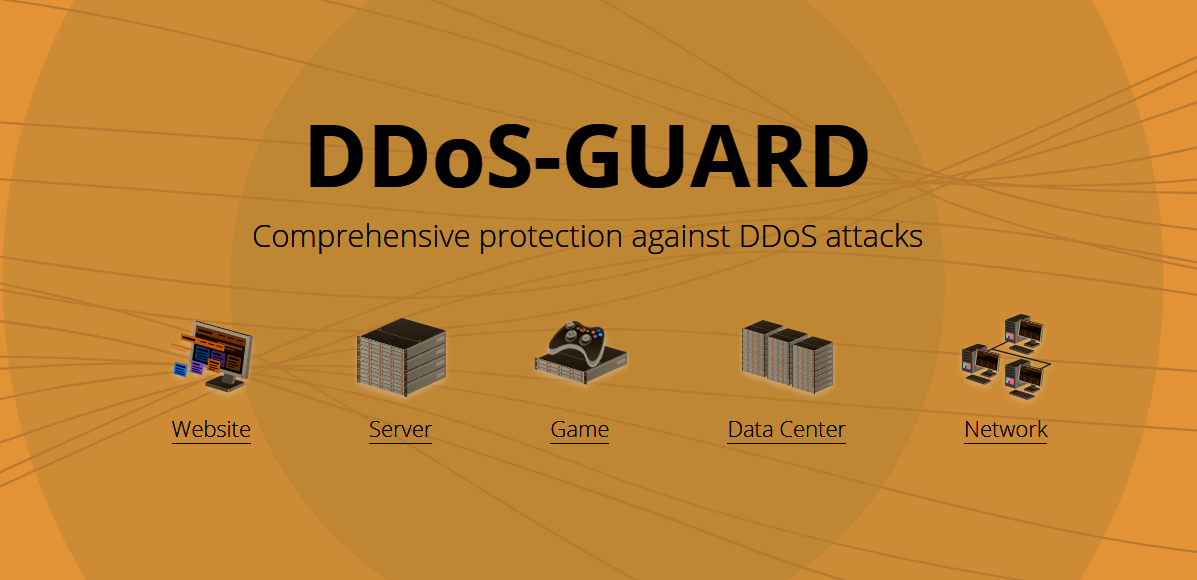 DDoS-GUARD
Comprehensive protection against DDoS attacks
Website Server Game Data Center Network